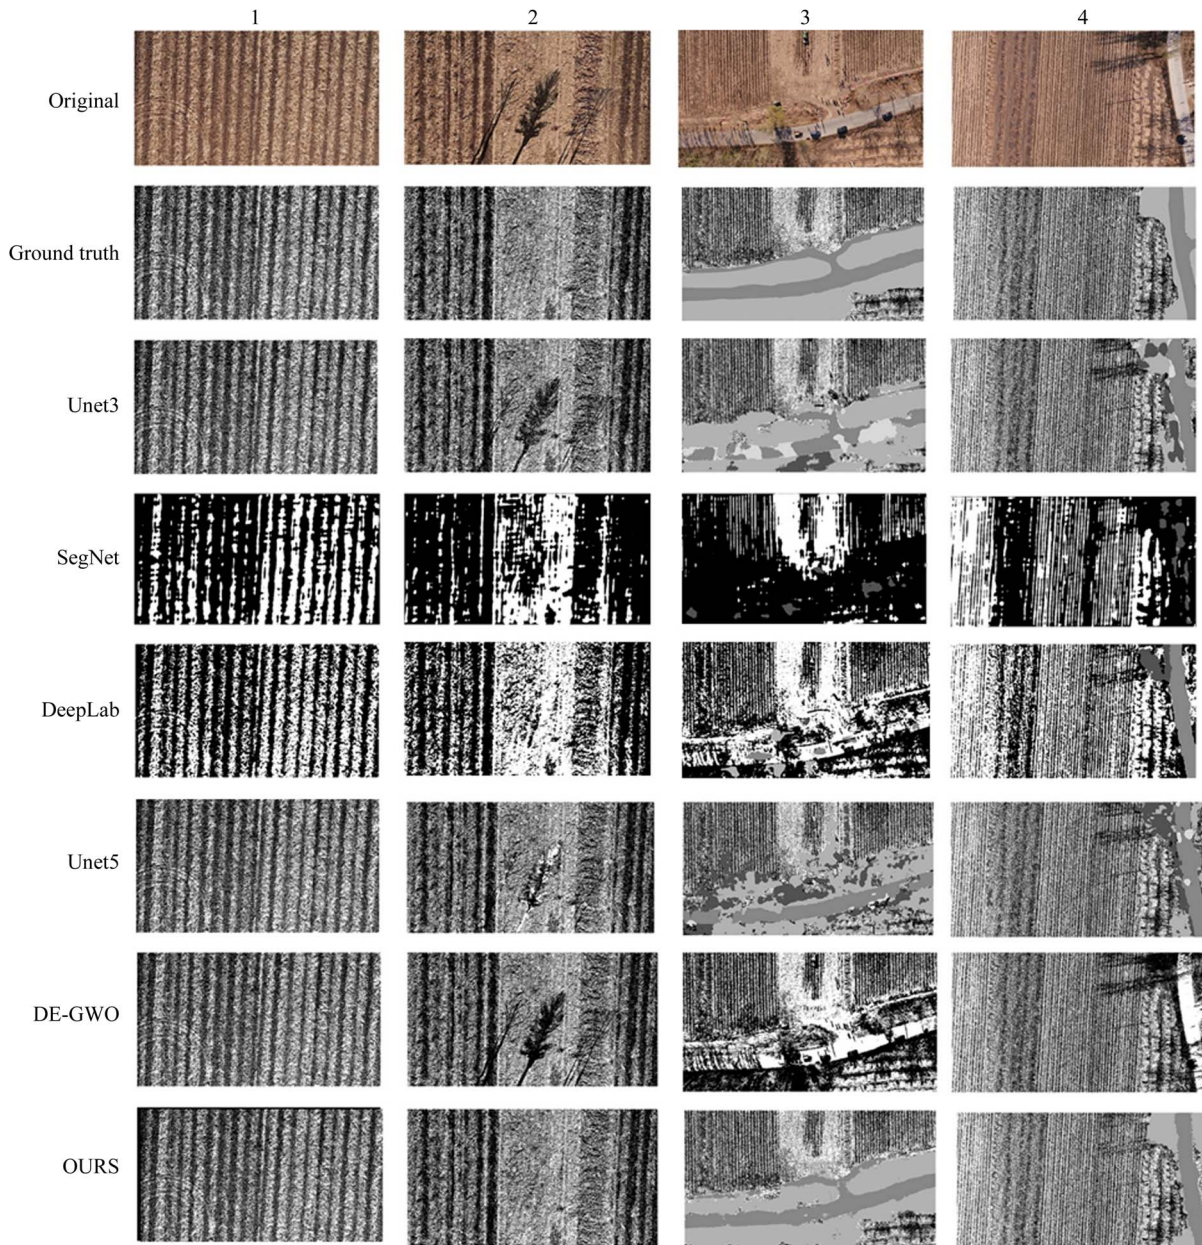 1 2 3 4
Original
Ground truth
Unet3
SegNet
DeepLab
Unet5
DE-GWO
OURS